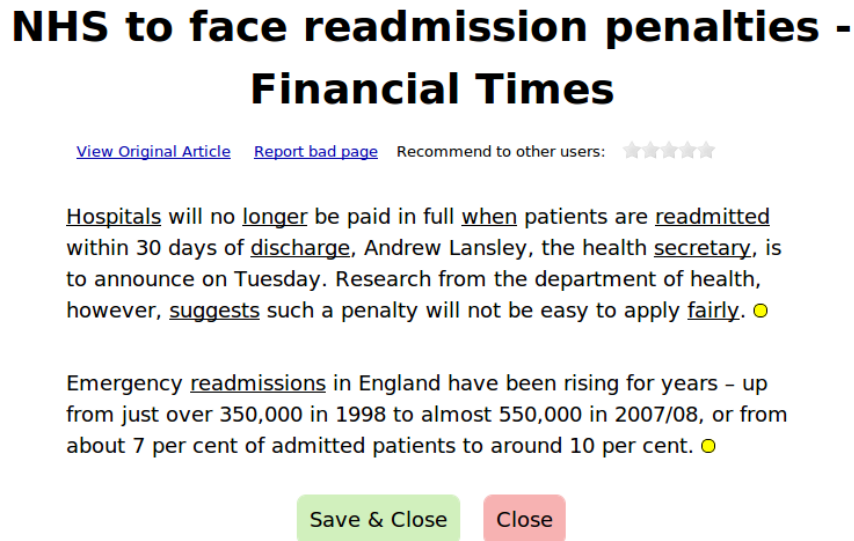 NHS to face readmission penalties -
Financial Times
View Original Article Report bad page Recommend to other users:
Hospitals will no longer be paid in full when patients are readmitted
within 30 days of discharge, Andrew Lansley, the health secretary, is
to announce on Tuesday. Research from the department of health,
however, suggests such a penalty will not be easy to apply fairly.
Emergency readmissions in England have been rising for years – up
from just over 350,000 in 1998 to almost 550,000 in 2007/08, or from
about 7 per cent of admitted patients to around 10 per cent.
Save & Close Close